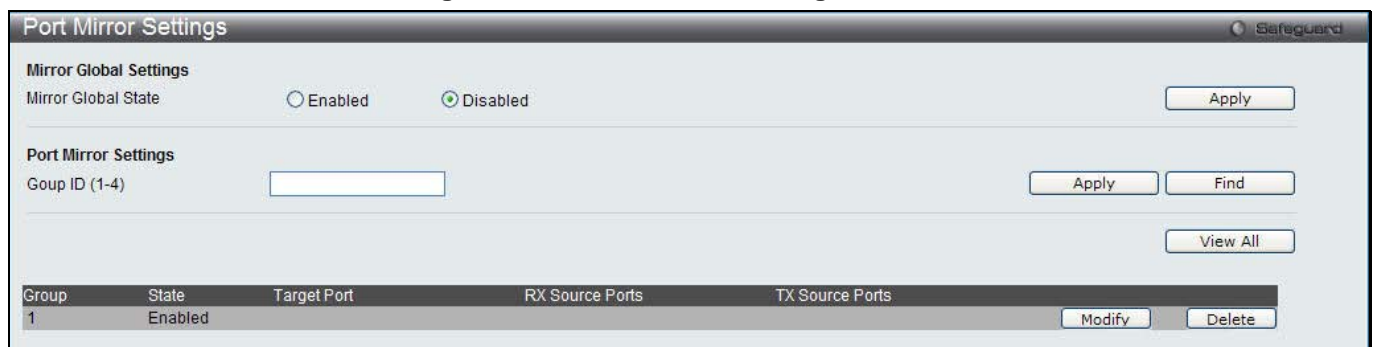 Port Mirror Settings
Safeguard
Mirror Global Settings
Mirror Global State Enabled Disabled Apply
Port Mirror Settings
Goup ID (1-4) Apply Find
View All
Group State Target Port RX Source Ports TX Source Ports
1 Enabled Modify Delete